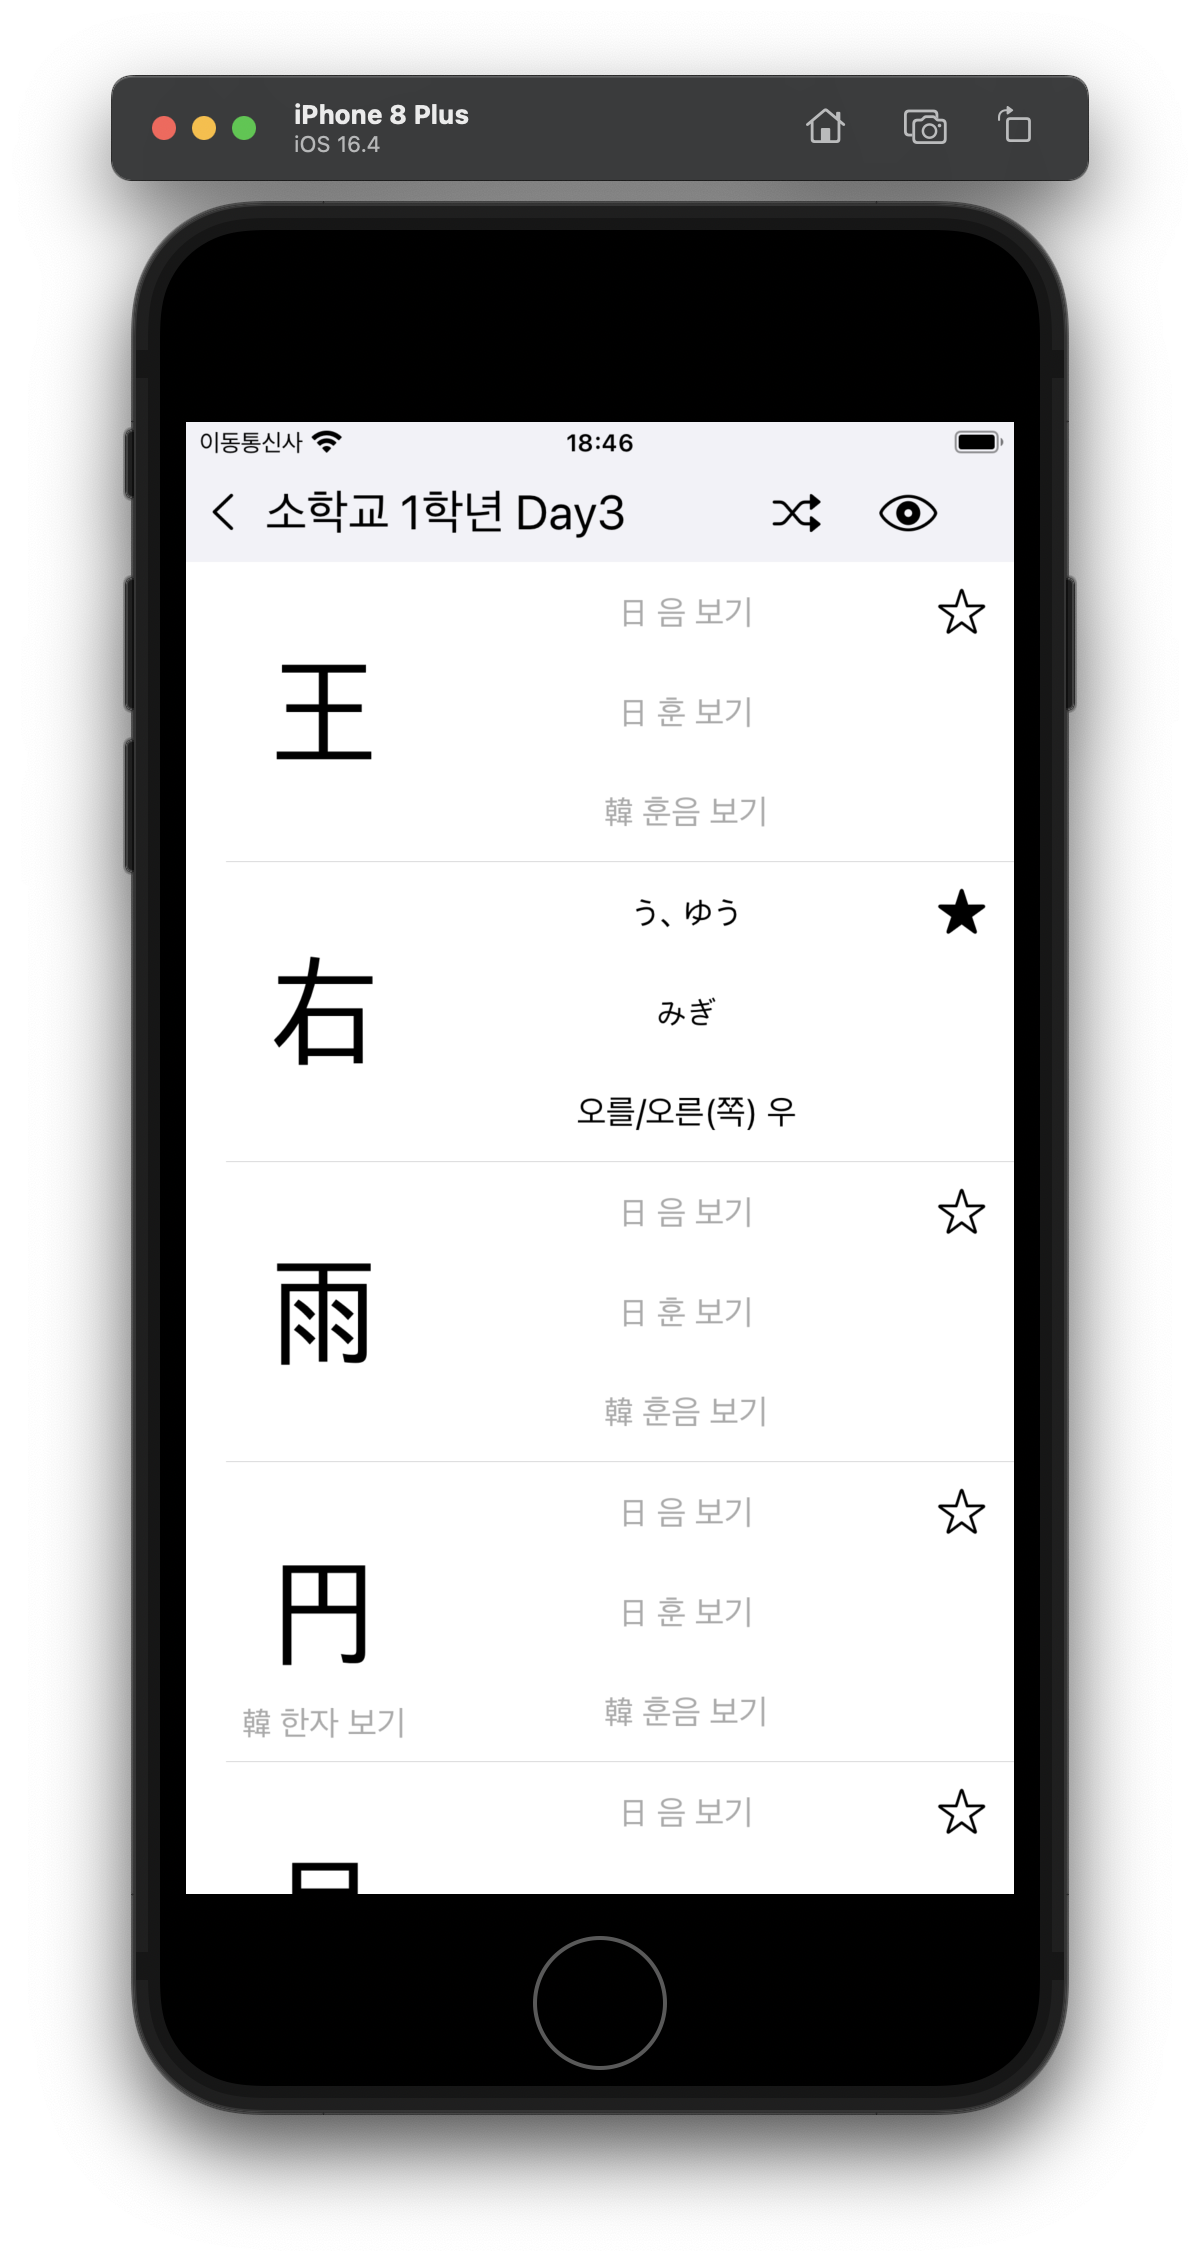 iPhone 8 Plus
iOS 16.4
이동통신사 18:46
소학교 1학년 Day3
日 음 보기
王
日 훈 보기
韓 훈음 보기
う、ゆう
右
みぎ
오를/오른(쪽) 우
日 음 보기
雨
日 훈 보기
韓 훈음 보기
日 음 보기
円
日 훈 보기
韓 훈음 보기
韓 한자 보기
日 음 보기